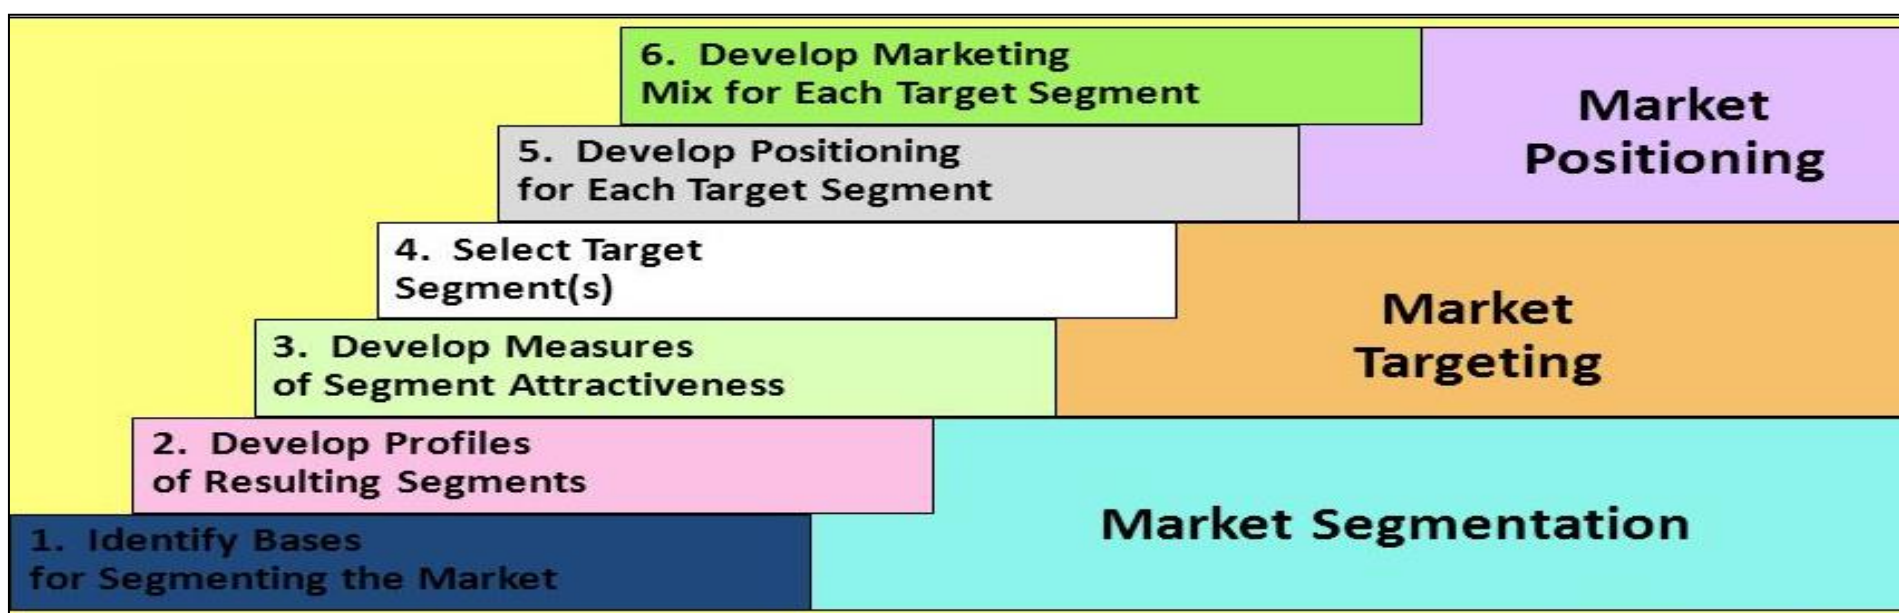 6. Develop Marketing
Mix for Each Target Segment
Market
Positioning
5. Develop Positioning
for Each Target Segment
4. Select Target
Segment(s)
Market
Targeting
3. Develop Measures
of Segment Attractiveness
2. Develop Profiles
of Resulting Segments
Market Segmentation
1. Identify Bases
for Segmenting the Market